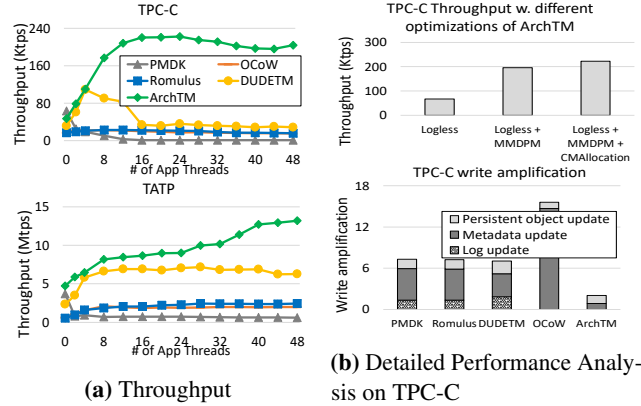 TPC-C
Throughput (Ktps)
240
160
80
0
PMDK
OCoW
Romulus
DUDETM
ArchTM
0 8 16 24 32 40 48
# of App Threads
TATP
Throughput (Mtps)
15
10
5
0
0 8 16 24 32 40 48
# of App Threads
(a) Throughput
TPC-C Throughput w. different
optimizations of ArchTM
Throughput (Ktps)
300
200
100
0
Logless
Logless +
MMDPM
Logless +
MMDPM +
CMAllocation
TPC-C write amplification
Write amplification
18
12
6
0
Persistent object update
Metadata update
Log update
PMDK Romulus DUDETM OCoW ArchTM
(b) Detailed Performance Analy-
sis on TPC-C